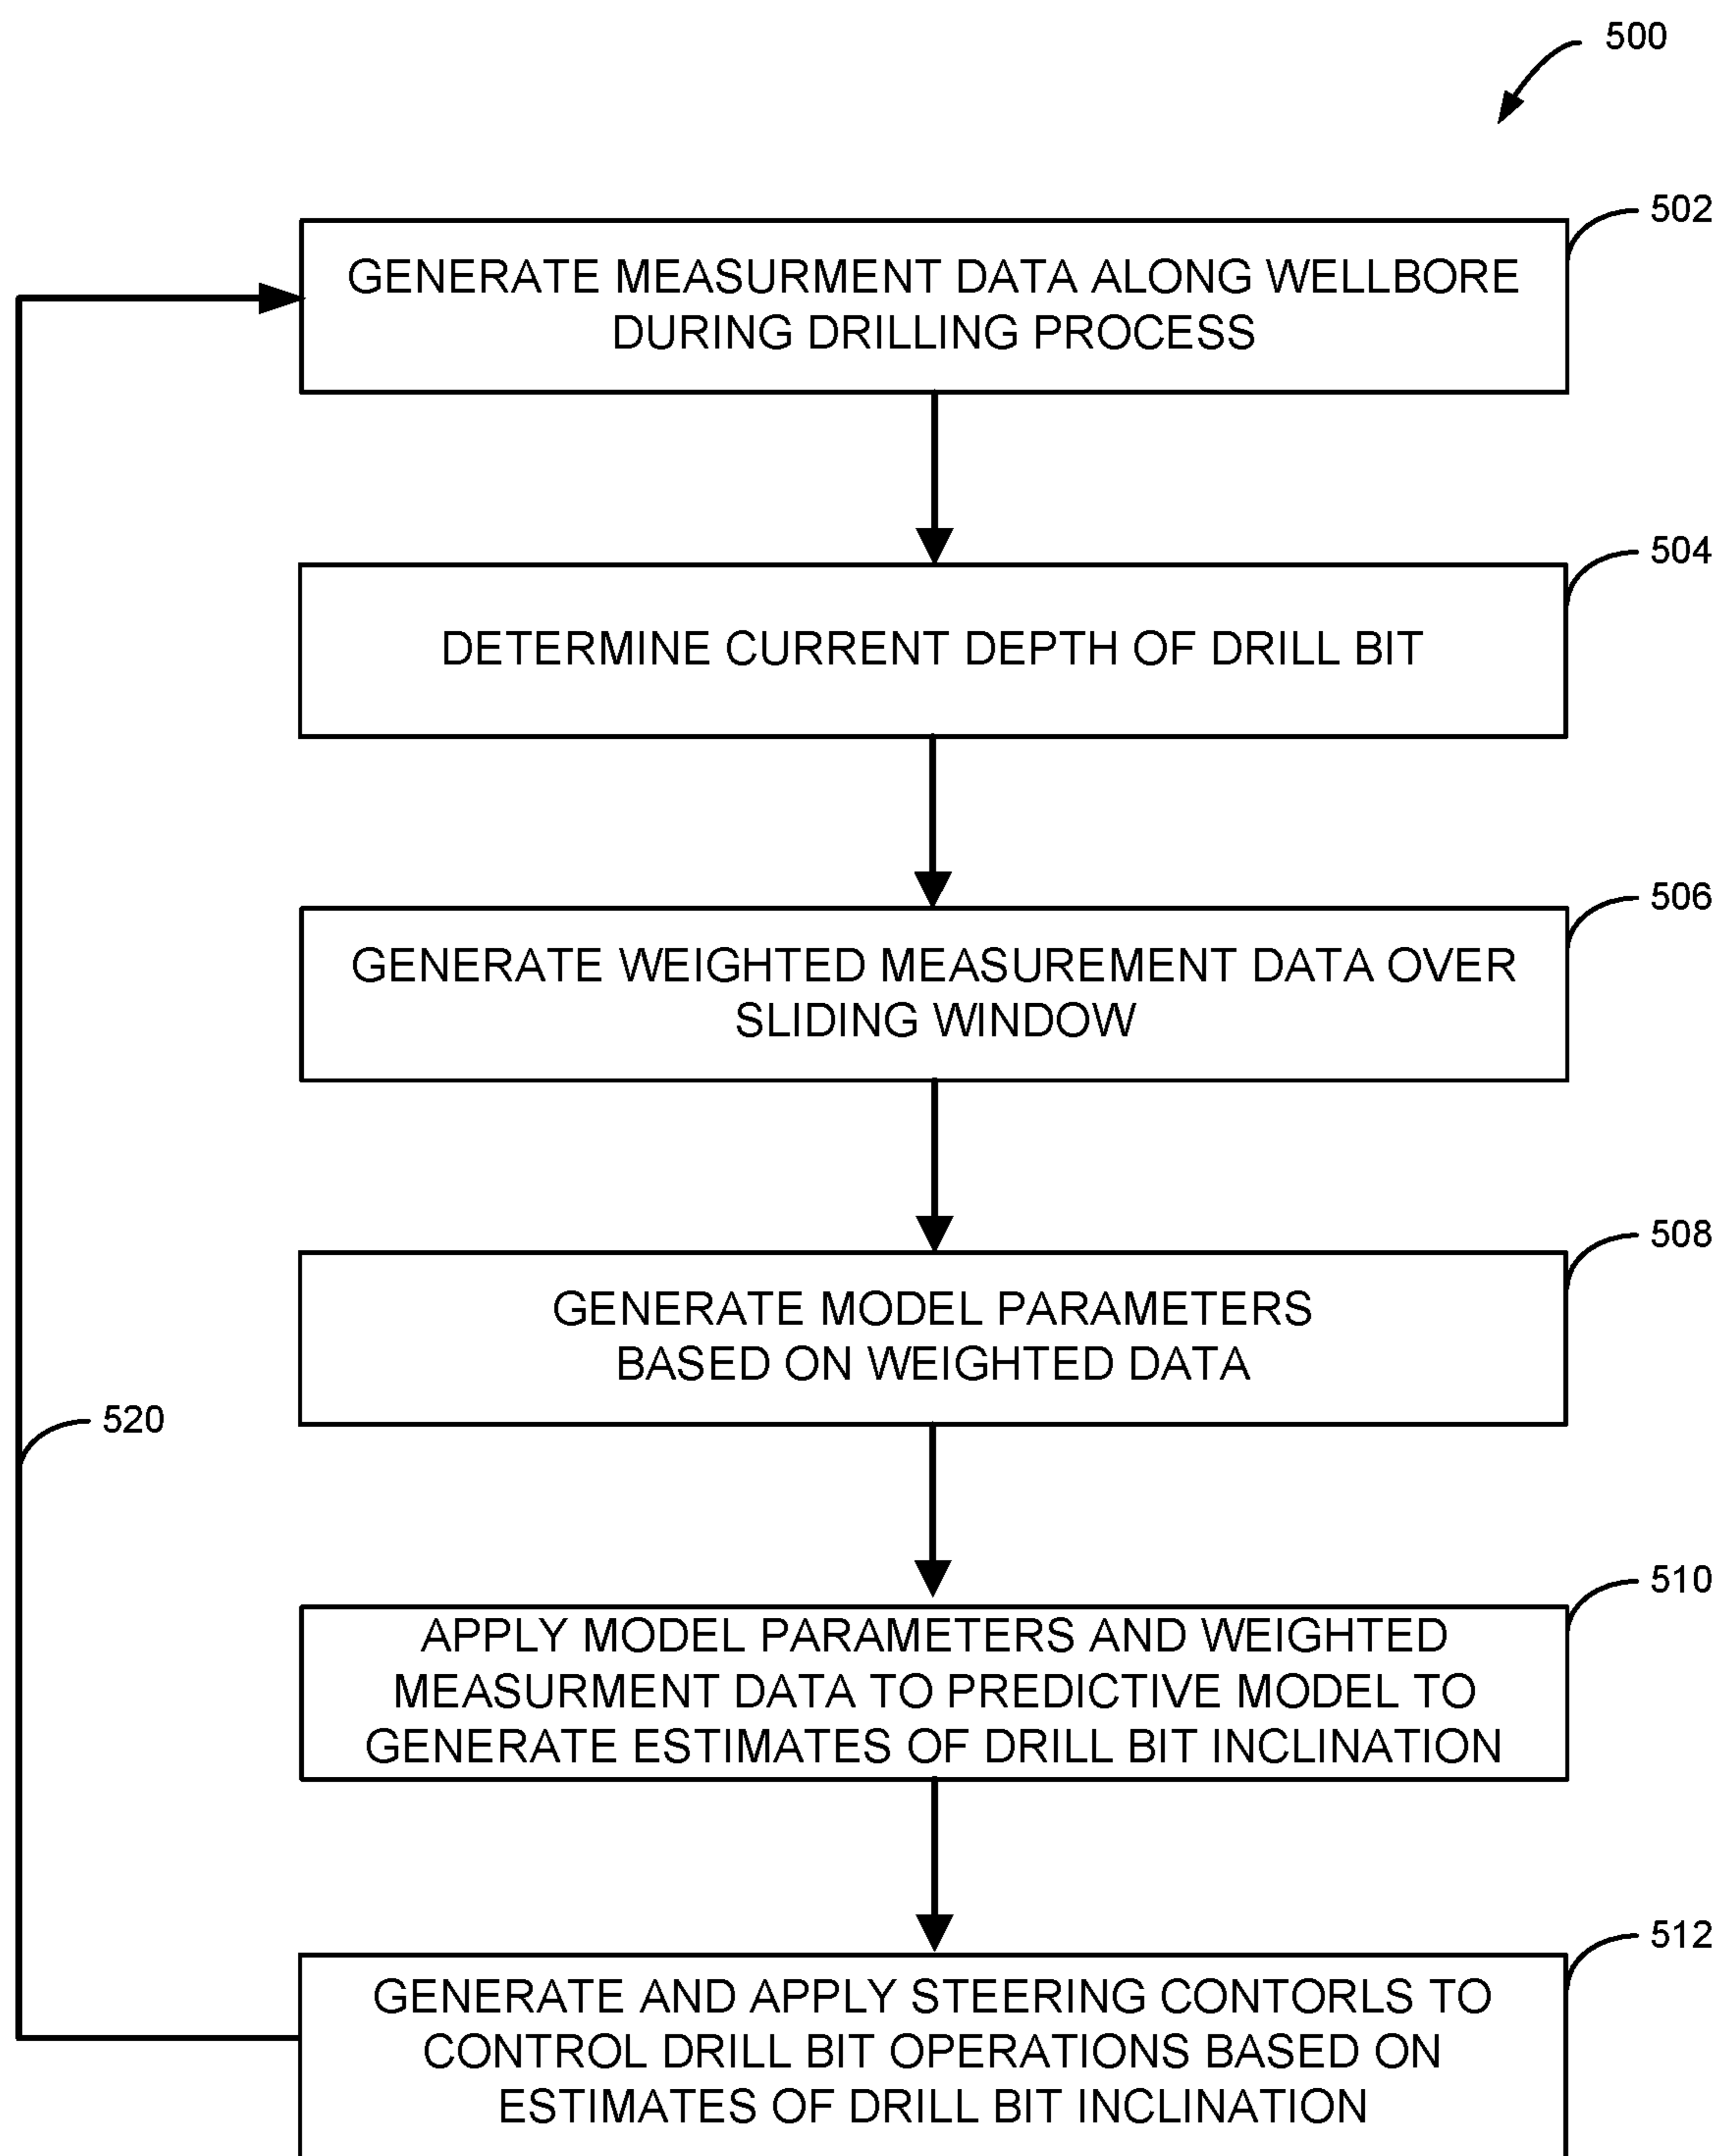 500
502
GENERATE MEASURMENT DATA ALONG WELLBORE
DURING DRILLING PROCESS
504
DETERMINE CURRENT DEPTH OF DRILL BIT
506
GENERATE WEIGHTED MEASUREMENT DATA OVER
SLIDING WINDOW
508
GENERATE MODEL PARAMETERS
BASED ON WEIGHTED DATA
520
510
APPLY MODEL PARAMETERS AND WEIGHTED
MEASURMENT DATA TO PREDICTIVE MODEL TO
GENERATE ESTIMATES OF DRILL BIT INCLINATION
512
GENERATE AND APPLY STEERING CONTORLS TO
CONTROL DRILL BIT OPERATIONS BASED ON
ESTIMATES OF DRILL BIT INCLINATION